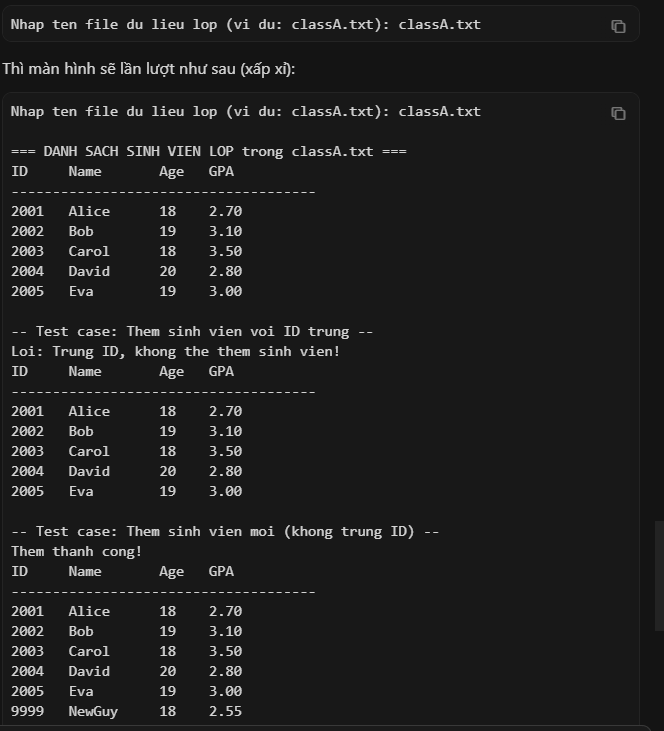 Nhap ten file du lieu lop (vi du: classA.txt): classA.txt
Thì màn hình sẽ lần lượt như sau (xấp xỉ):
Nhap ten file du lieu lop (vi du: classA.txt): classA.txt
=== DANH SACH SINH VIEN LOP trong classA.txt ===
ID     Name       Age   GPA
-------------------------------------
2001   Alice      18    2.70
2002   Bob        19    3.10
2003   Carol      18    3.50
2004   David      20    2.80
2005   Eva        19    3.00
-- Test case: Them sinh vien voi ID trung --
Loi: Trung ID, khong the them sinh vien!
ID     Name       Age   GPA
-------------------------------------
2001   Alice      18    2.70
2002   Bob        19    3.10
2003   Carol      18    3.50
2004   David      20    2.80
2005   Eva        19    3.00
-- Test case: Them sinh vien moi (khong trung ID) --
Them thanh cong!
ID     Name       Age   GPA
-------------------------------------
2001   Alice      18    2.70
2002   Bob        19    3.10
2003   Carol      18    3.50
2004   David      20    2.80
2005   Eva        19    3.00
9999   NewGuy     18    2.55